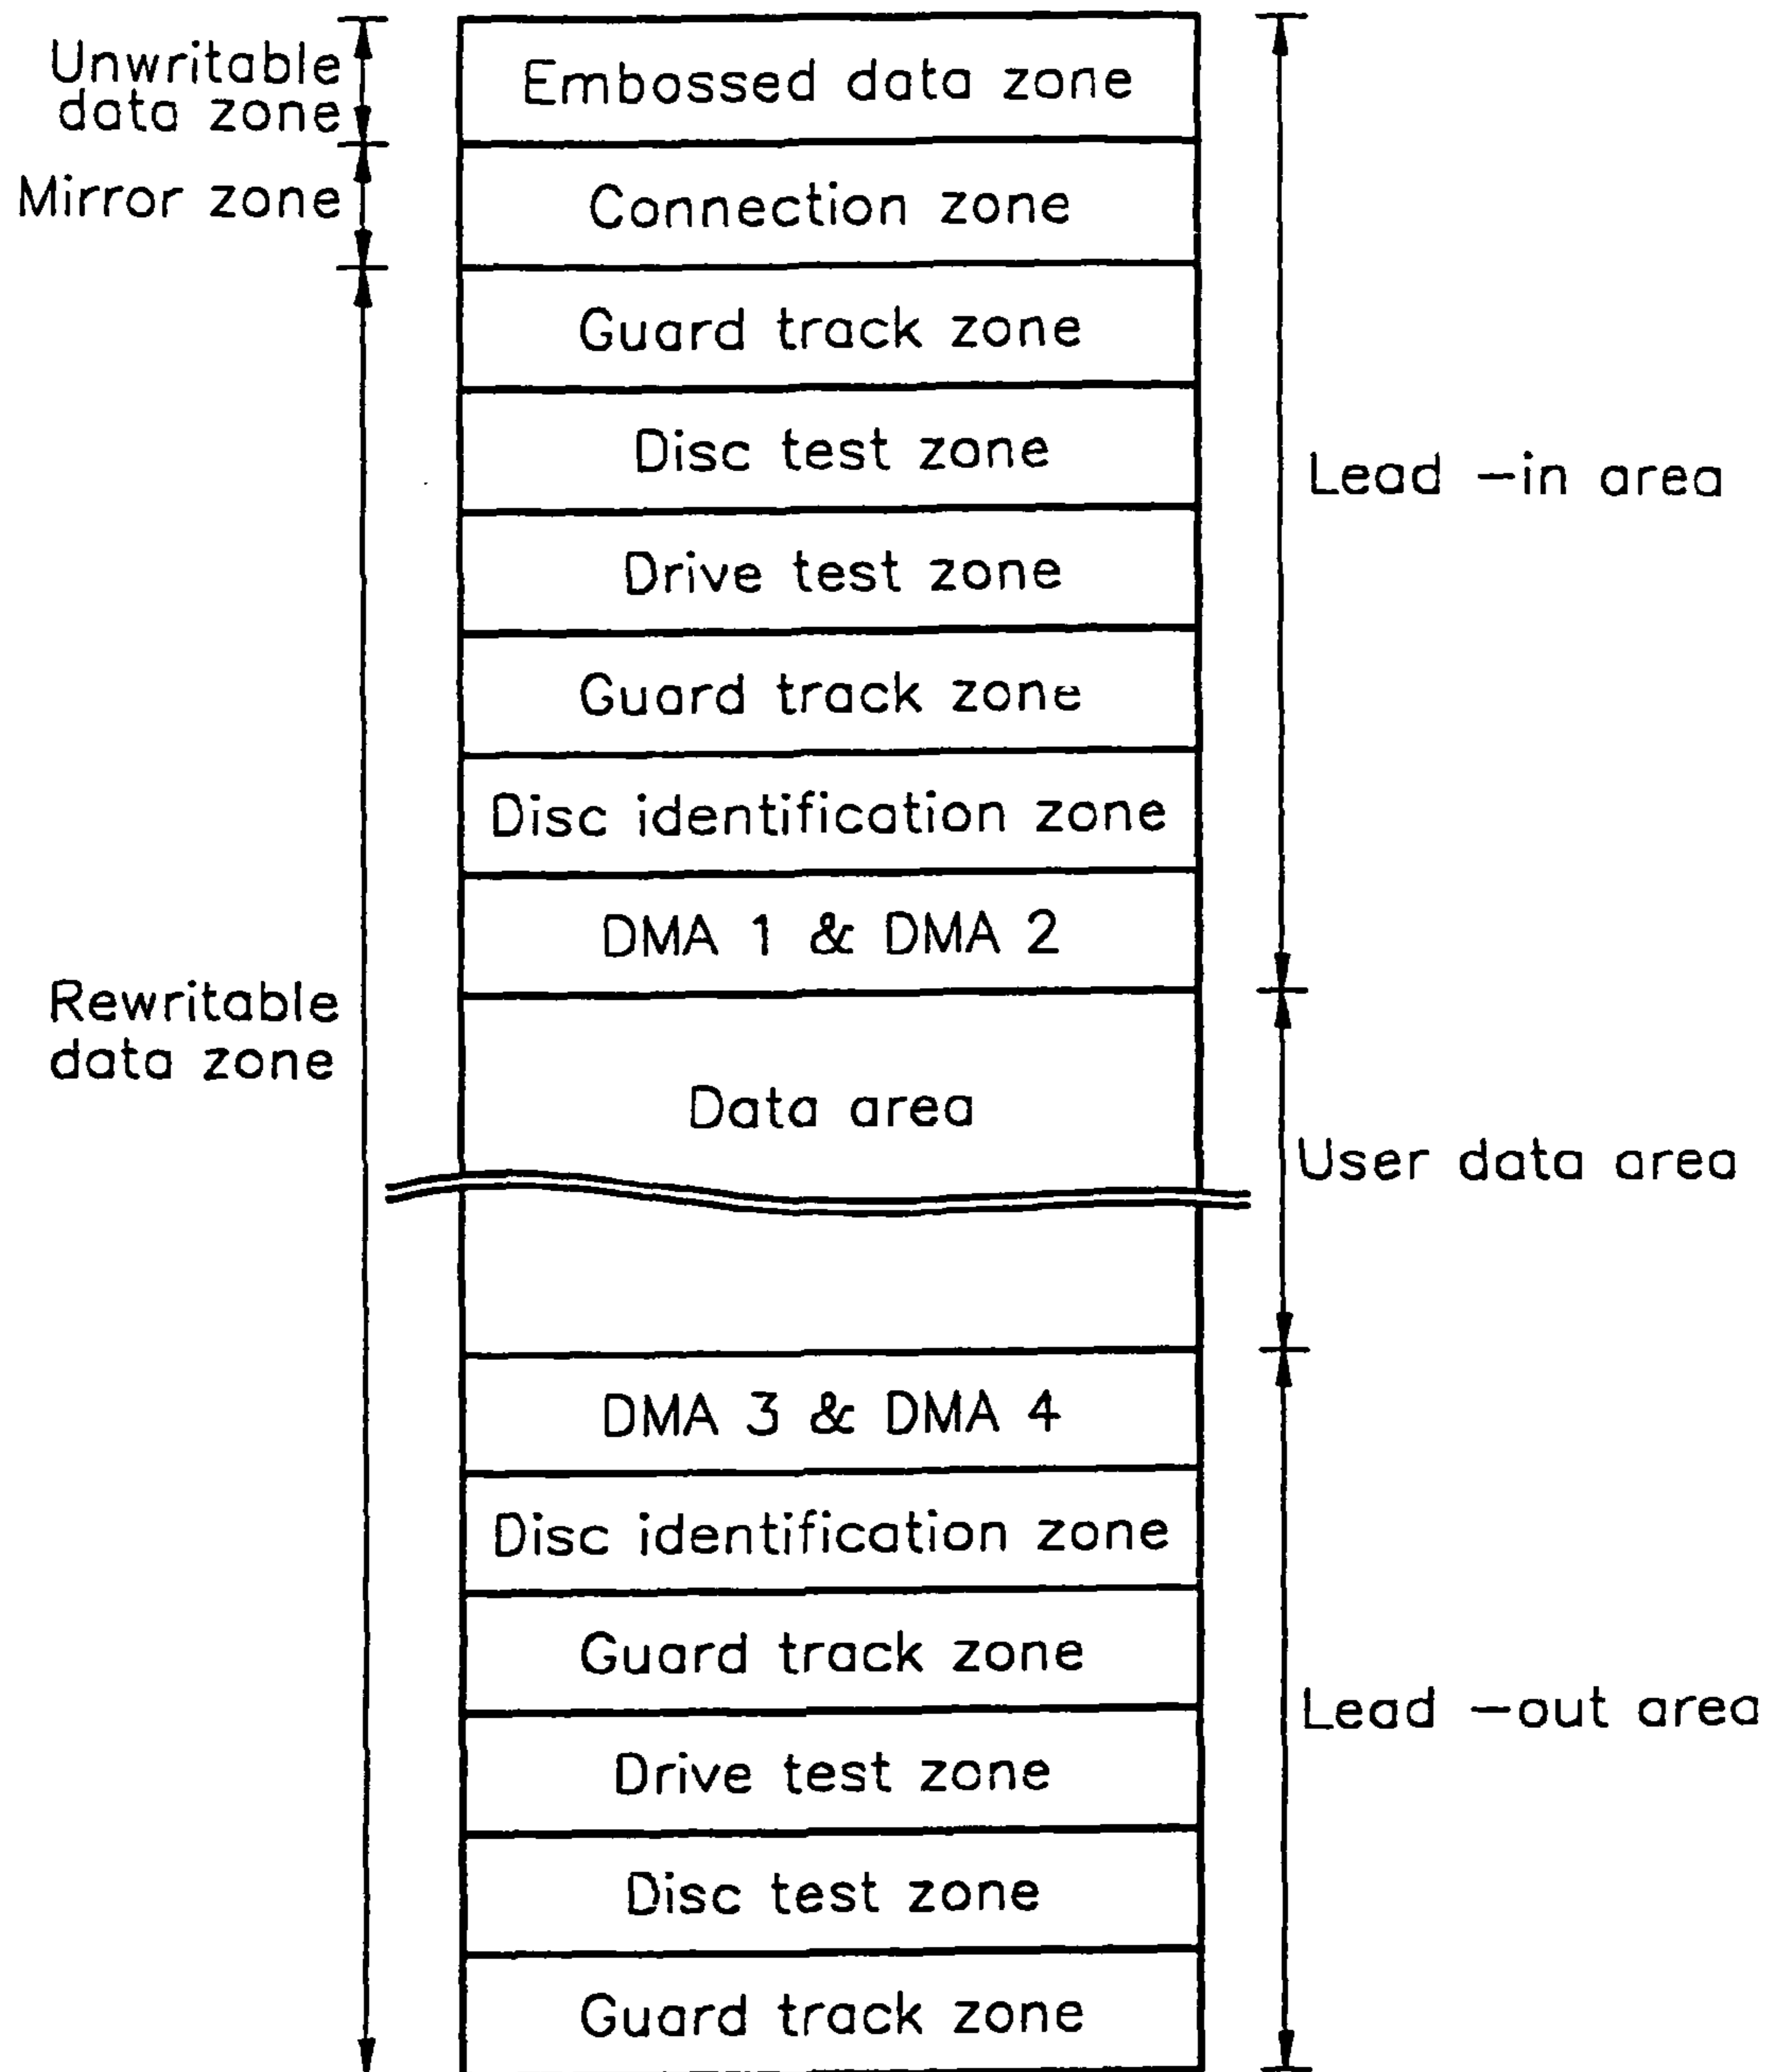 Unwritable
data zone
Mirror zone
Rewritable
data zone
Embossed data zone
Connection zone
Guard track zone
Disc test zone
Drive test zone
Guard track zone
Disc identification zone
DMA 1 & DMA 2
Data area
DMA 3 & DMA 4
Disc identification zone
Guard track zone
Drive test zone
Disc test zone
Guard track zone
Lead -in area
User data area
Lead -out area